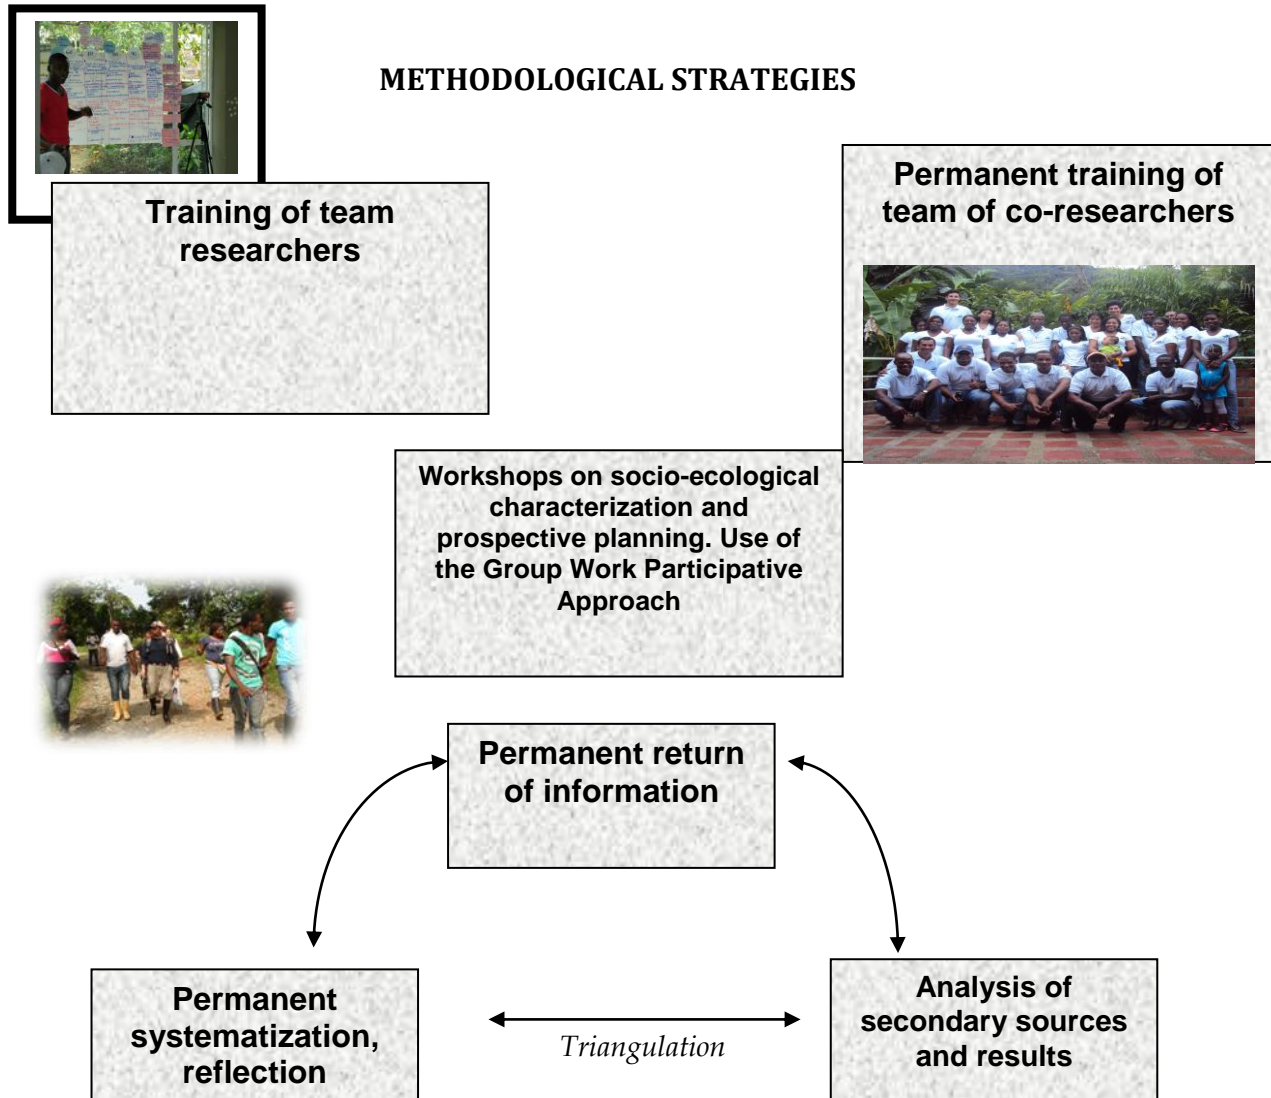 METHODOLOGICAL STRATEGIES
Training of team
researchers
Permanent training of
team of co-researchers
Workshops on socio-ecological
characterization and
prospective planning. Use of
the Group Work Participative
Approach
Permanent return
of information
Permanent
systematization,
reflection
Triangulation
Analysis of
secondary sources
and results